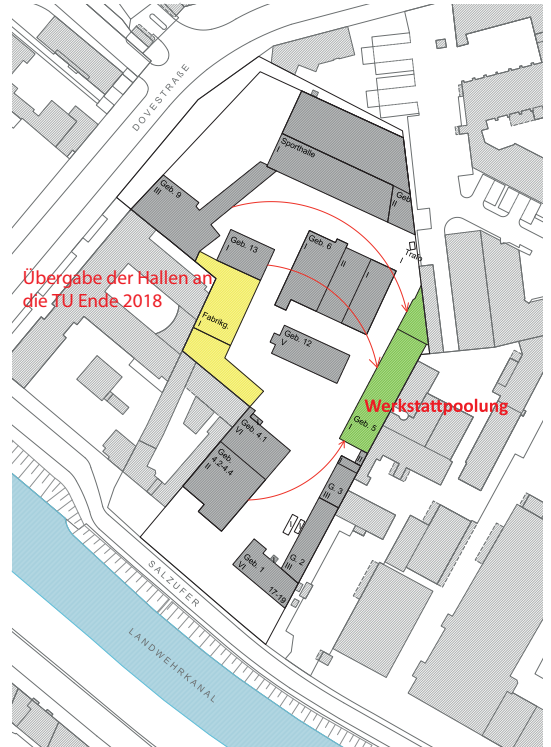 DOVESTRAßE
Sporthalle
I
Geb. 9
III
Geb.
II
Geb. 13
I
Geb. 6
I
II
I
Trafo
I
Übergabe der Hallen an
die TU Ende 2018
Fabrikg.
I
Geb. 12
V
Werkstattpoolung
Geb. 5
I
Geb. 4.1
VI
Geb.
4.2-4.4
II
III
G. 3
III
G. 2
III
Geb. 1
VI
17-19
SALZUFER
LANDWEHRKANAL